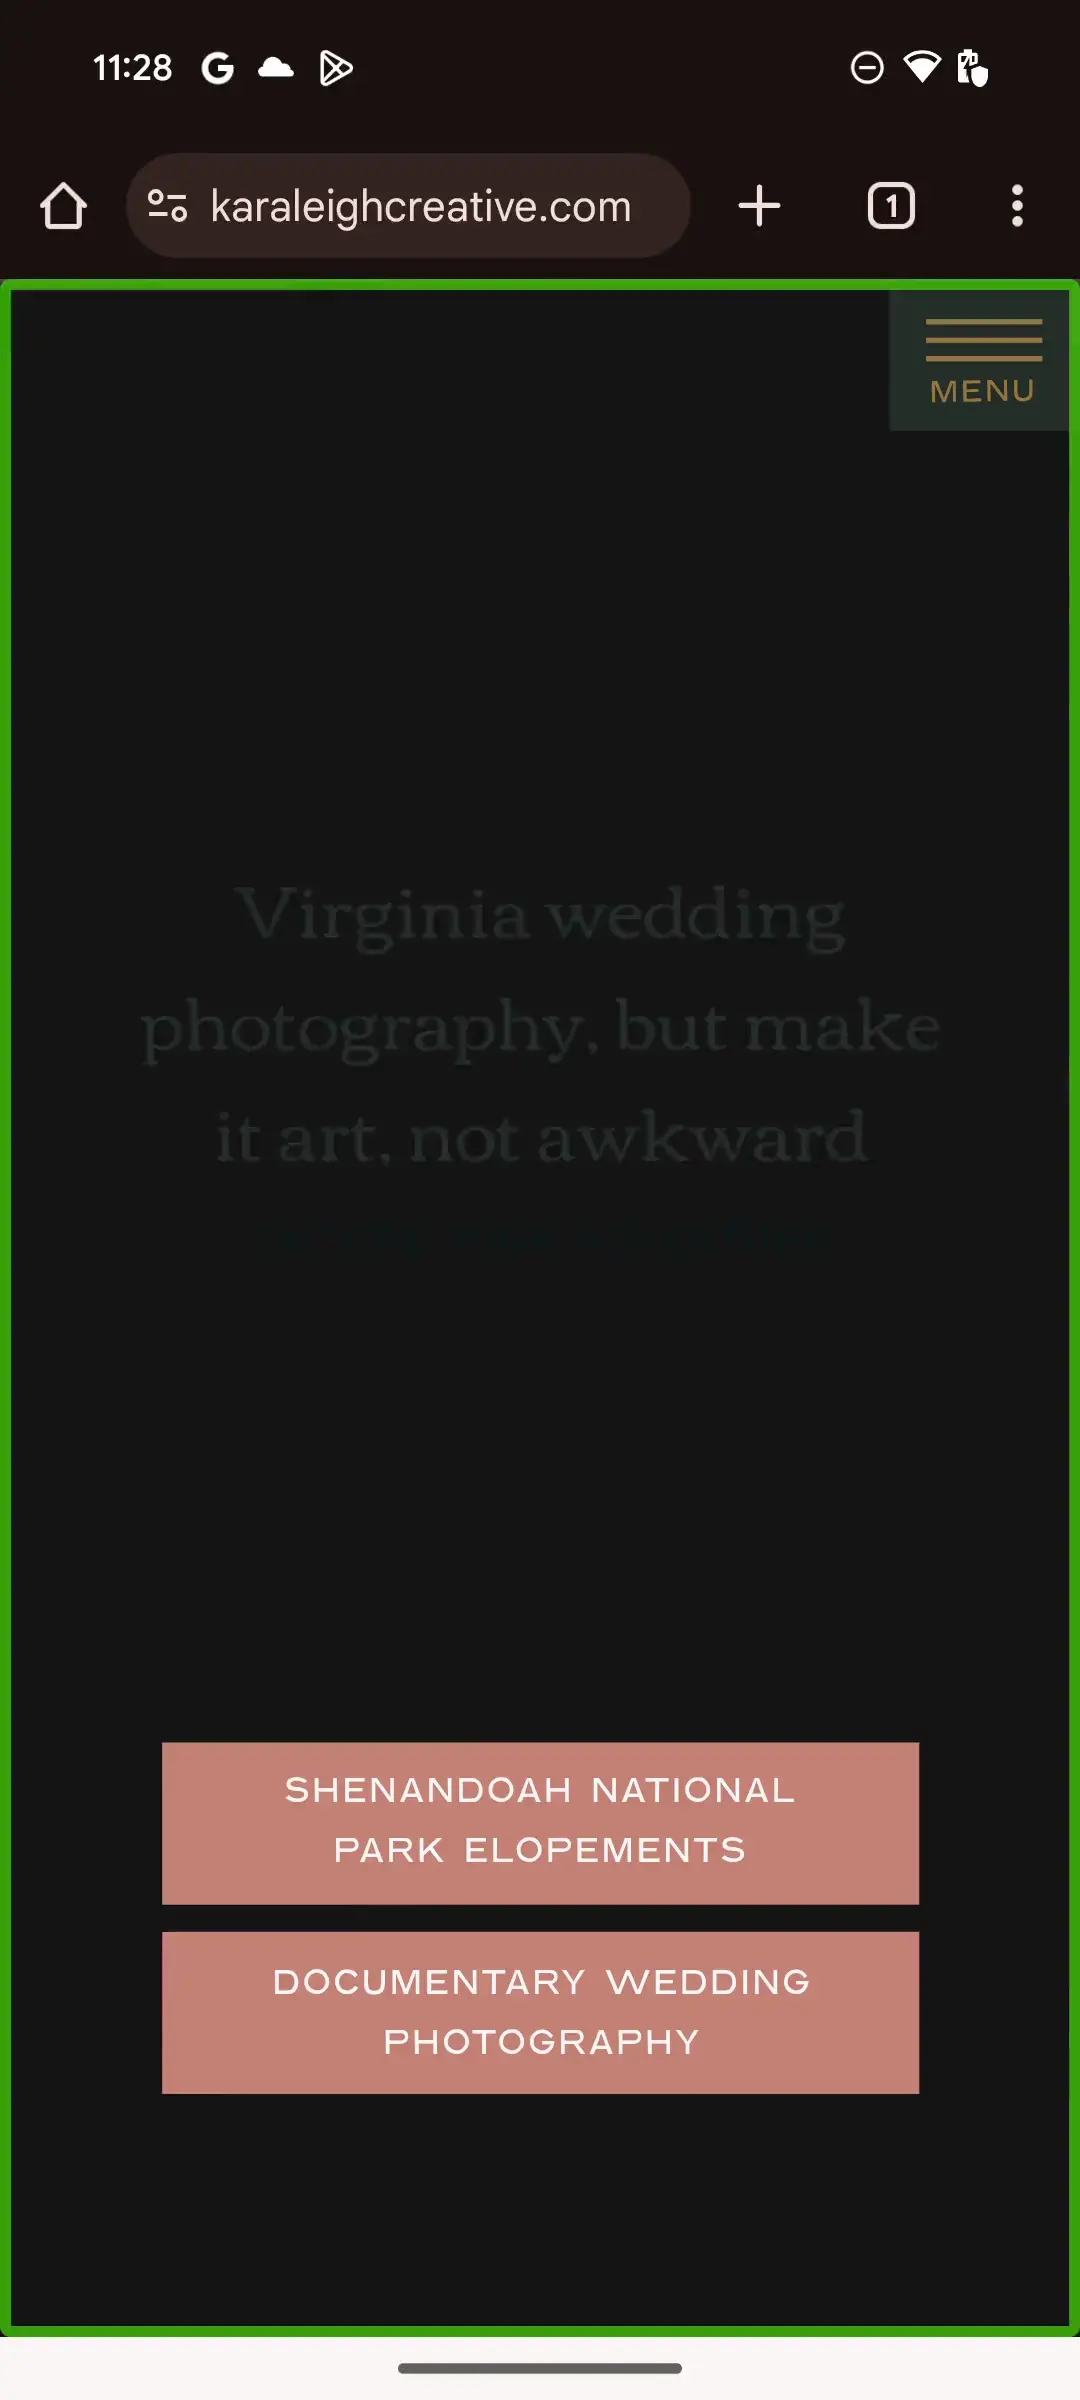 11:28
karaleighcreative.com
1
MENU
Virginia wedding
photography, but make
it art, not awkward
SHENANDOAH NATIONAL
PARK ELOPEMENTS
DOCUMENTARY WEDDING
PHOTOGRAPHY